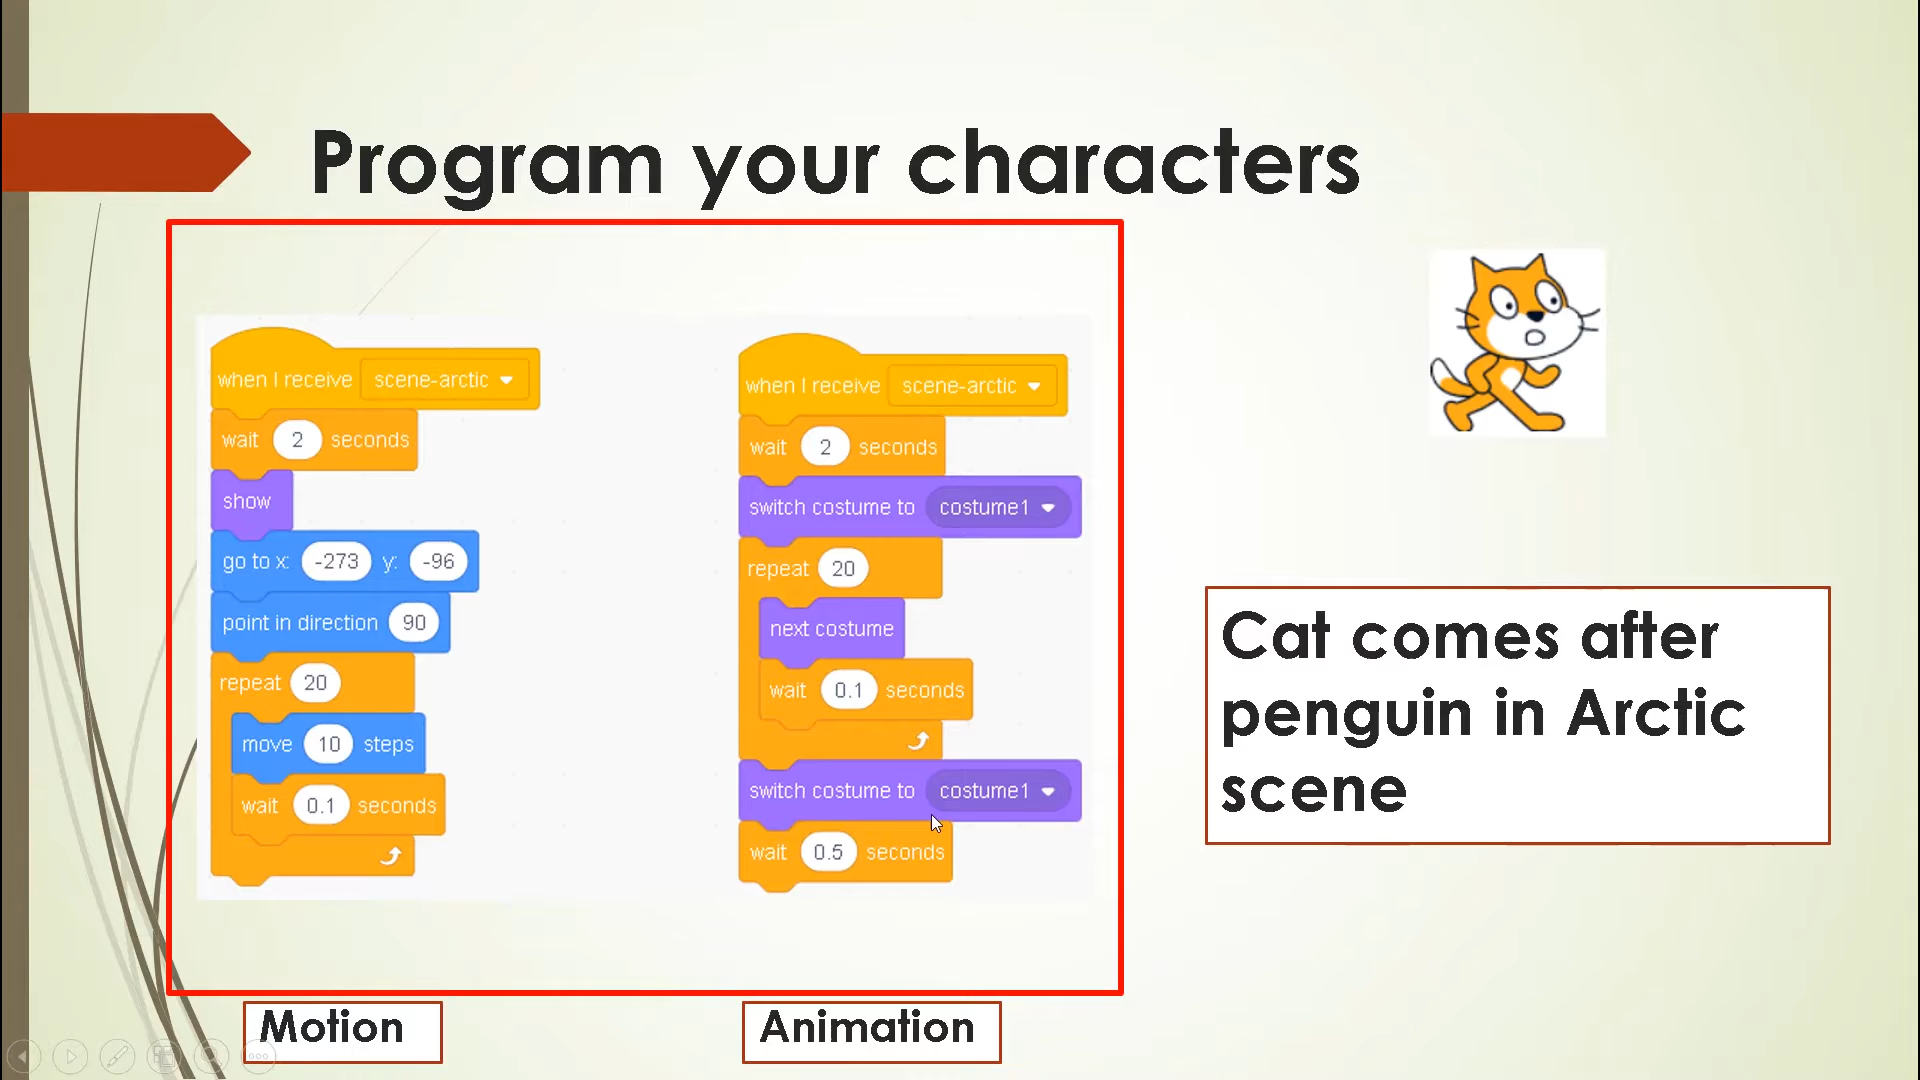 Program your characters
when I receive scene-arctic
wait 2 seconds
show
go to x: -273 y: -96
point in direction 90
repeat 20
move 10 steps
wait 0.1 seconds
when I receive scene-arctic
wait 2 seconds
switch costume to costume1
repeat 20
next costume
wait 0.1 seconds
switch costume to costume1
wait 0.5 seconds
Cat comes after
penguin in Arctic
scene
Motion
Animation